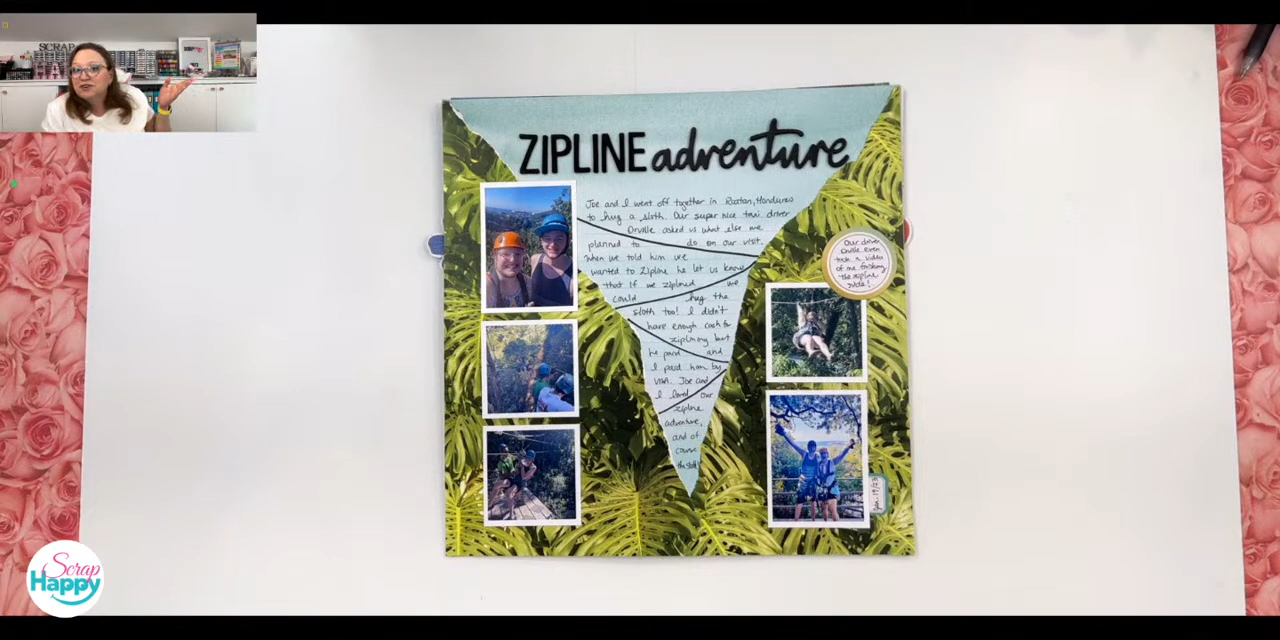 SCRAP
ZIPLINE adventure
Joe and I went off together in Roatan, Honduras
to hug a sloth. Our super nice taxi driver
Orville asked us what else we
planned to do on our visit.
When we told him we
wanted to Zipline he let us know
that if we ziplined we
could hug the
sloth too! I didn't
have enough cash for
ziplining but
he paid and
I paid him by
VISA. Joe and
I loved our
zipline
adventure,
and of
course
the sloth!
Our driver
Orville even
took a video
of me finishing
the zipline
ride!
Jan. 19/23
Scrap
Happy